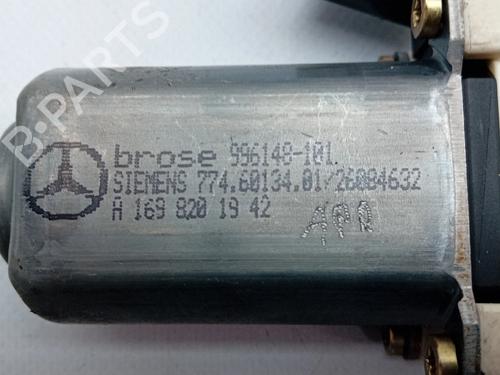 brose 996148-101.
SIEMENS 774.60134.01/26084632
A 169 820 19 42
B-PARTS